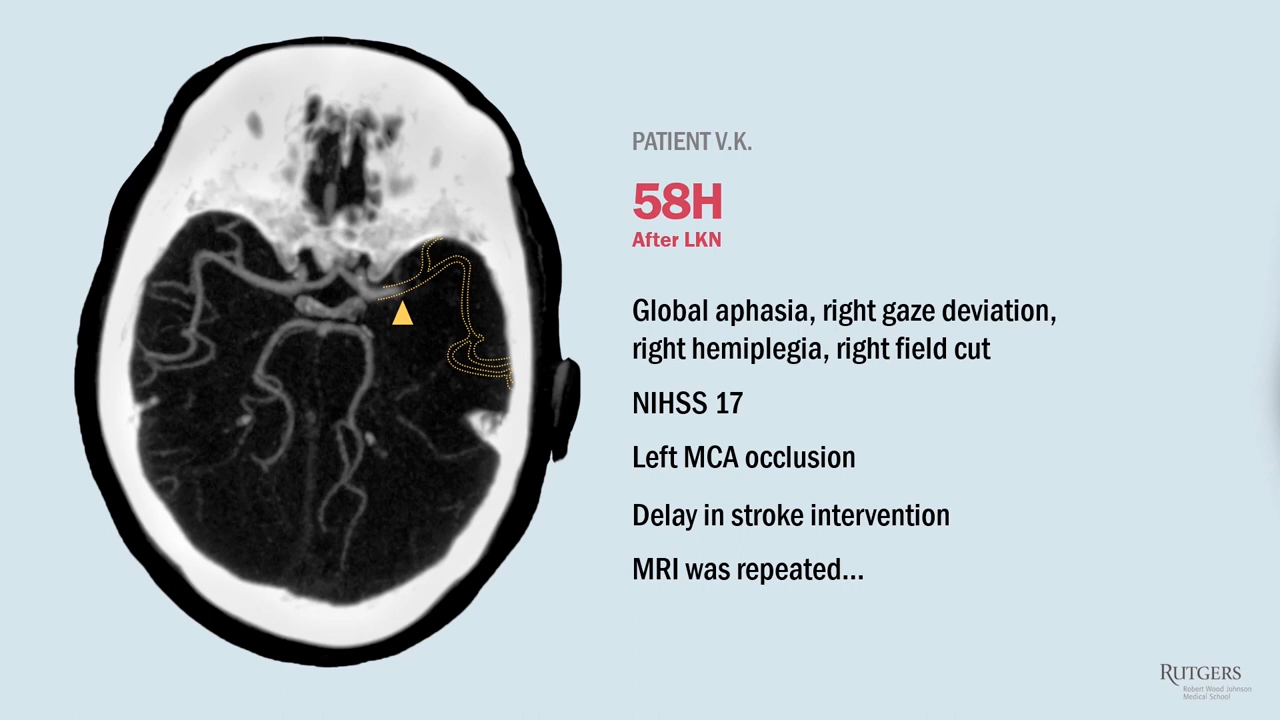 PATIENT V.K.
58H
After LKN
Global aphasia, right gaze deviation,
right hemiplegia, right field cut
NIHSS 17
Left MCA occlusion
Delay in stroke intervention
MRI was repeated...
RUTGERS
Robert Wood Johnson
Medical School